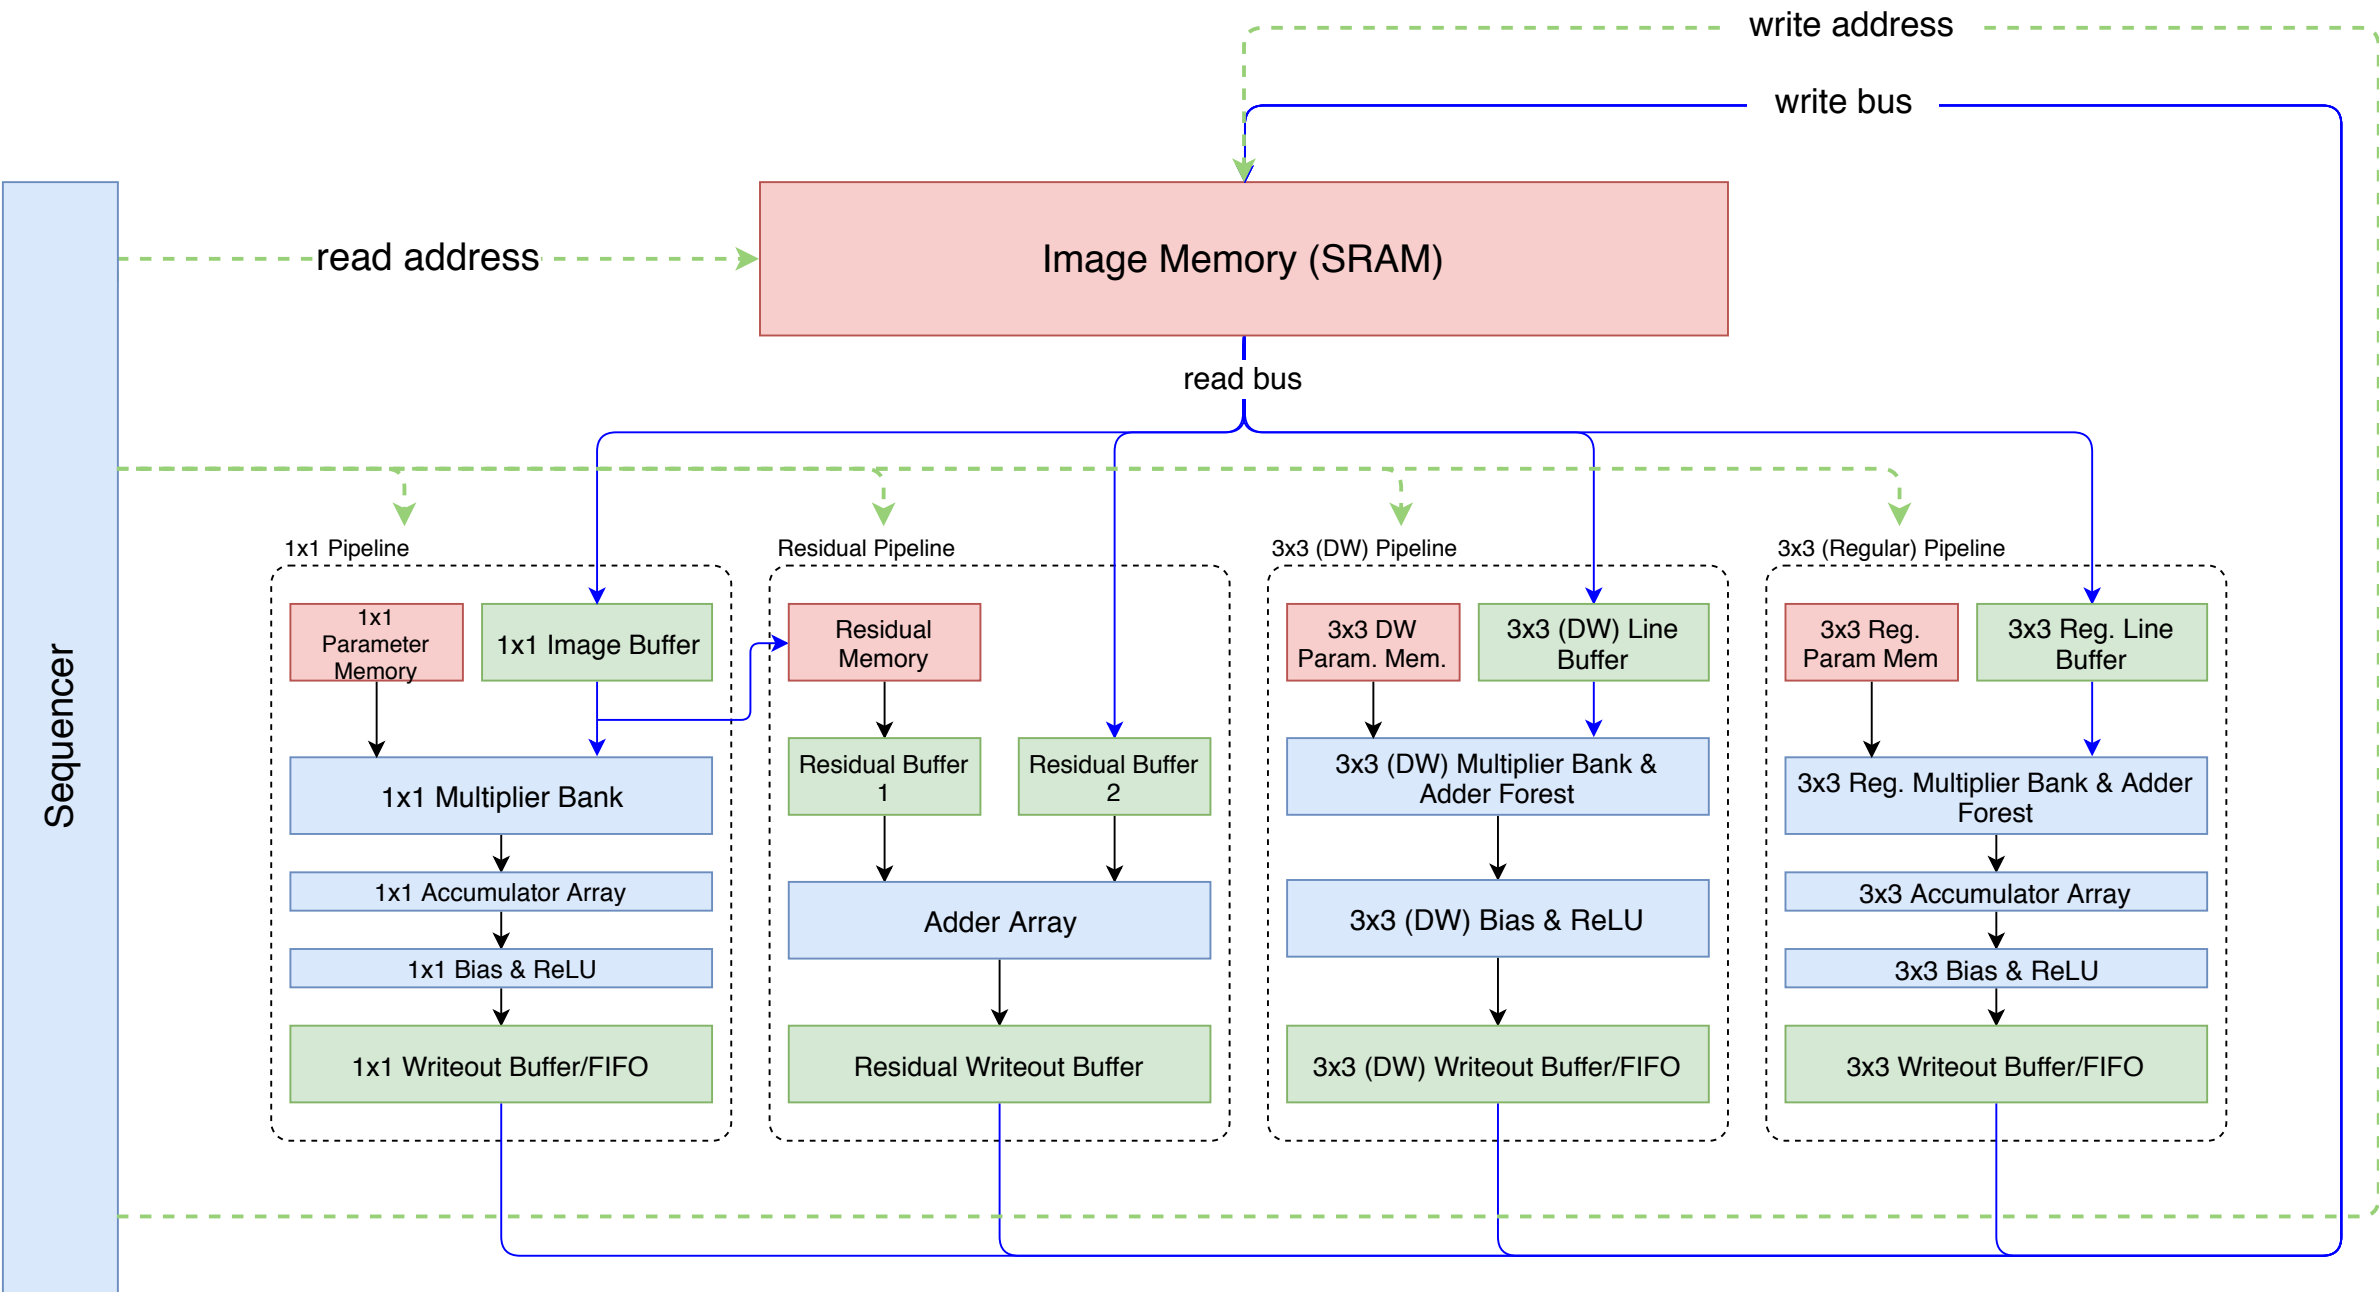 write address
write bus
read address
Image Memory (SRAM)
read bus
Sequencer
1x1 Pipeline
1x1
Parameter
Memory
1x1 Image Buffer
1x1 Multiplier Bank
1x1 Accumulator Array
1x1 Bias & ReLU
1x1 Writeout Buffer/FIFO
Residual Pipeline
Residual
Memory
Residual Buffer
1
Residual Buffer
2
Adder Array
Residual Writeout Buffer
3x3 (DW) Pipeline
3x3 DW
Param. Mem.
3x3 (DW) Line
Buffer
3x3 (DW) Multiplier Bank &
Adder Forest
3x3 (DW) Bias & ReLU
3x3 (DW) Writeout Buffer/FIFO
3x3 (Regular) Pipeline
3x3 Reg.
Param Mem
3x3 Reg. Line
Buffer
3x3 Reg. Multiplier Bank & Adder
Forest
3x3 Accumulator Array
3x3 Bias & ReLU
3x3 Writeout Buffer/FIFO